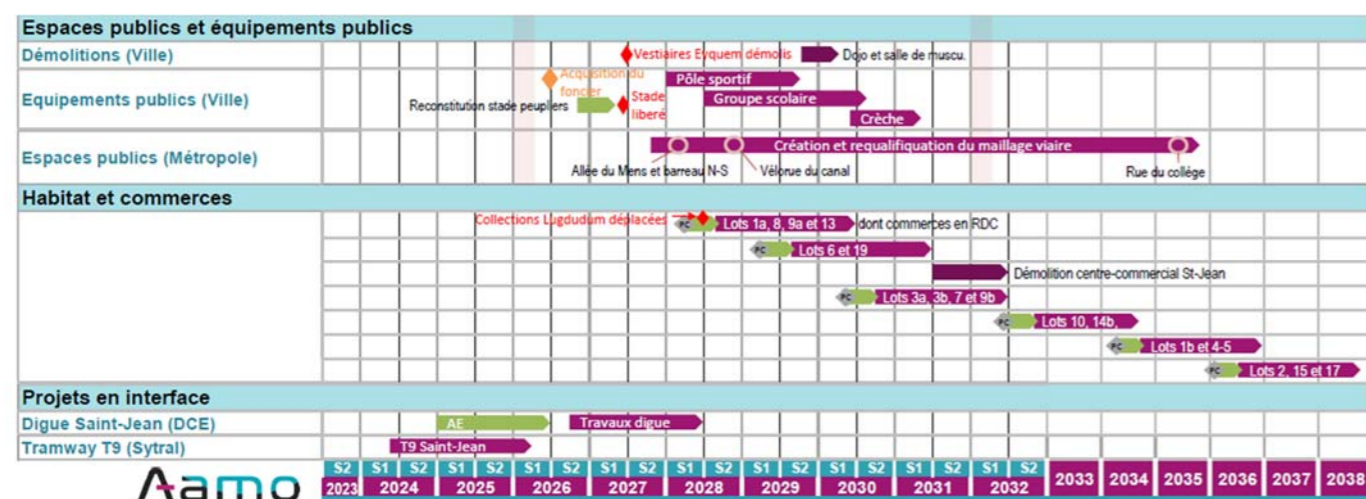 Espaces publics et équipements publics
Démolitions (Ville)
Vestiaires Eyquem démolis
Dojo et salle de muscu.
Equipements publics (Ville)
Acquisition du
foncier
Pôle sportif
Reconstitution stade peupliers
Stade
liberé
Groupe scolaire
Crèche
Espaces publics (Métropole)
Création et requalifiquation du maillage viaire
Allée du Mens et barreau N-S
Vélorue du canal
Rue du collége
Habitat et commerces
Collections Lugdudum déplacées
PC
Lots 1a, 8, 9a et 13
dont commerces en RDC
PC
Lots 6 et 19
Démolition centre-commercial St-Jean
PC
Lots 3a, 3b, 7 et 9b
PC
Lots 10, 14b,
PC
Lots 1b et 4-5
PC
Lots 2, 15 et 17
Projets en interface
Digue Saint-Jean (DCE)
AE
Travaux digue
Tramway T9 (Sytral)
T9 Saint-Jean
Aamo
S2 S1 S2 S1 S2 S1 S2 S1 S2 S1 S2 S1 S2 S1 S2 S1 S2 S1 S2
2023 2024 2025 2026 2027 2028 2029 2030 2031 2032 2033 2034 2035 2036 2037 2038